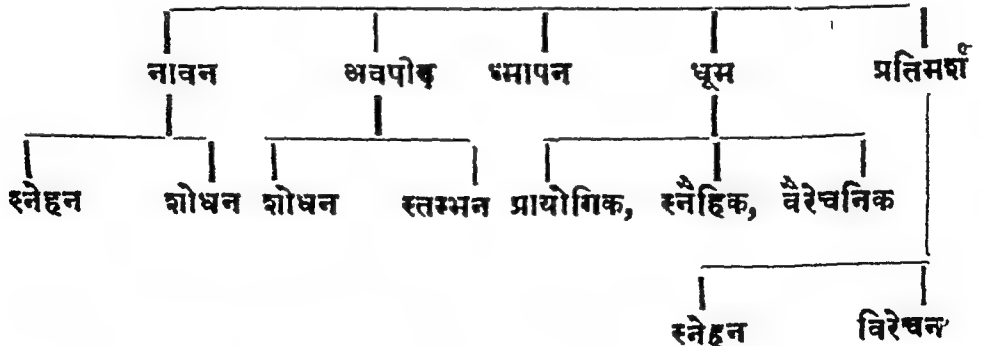 नावन अवपोड़ ध्मापन धूम प्रतिमर्श
स्नेहन शोधन शोधन स्तम्भन प्रायोगिक, स्नैहिक, वैरेचनिक
स्नेहन विरेचन